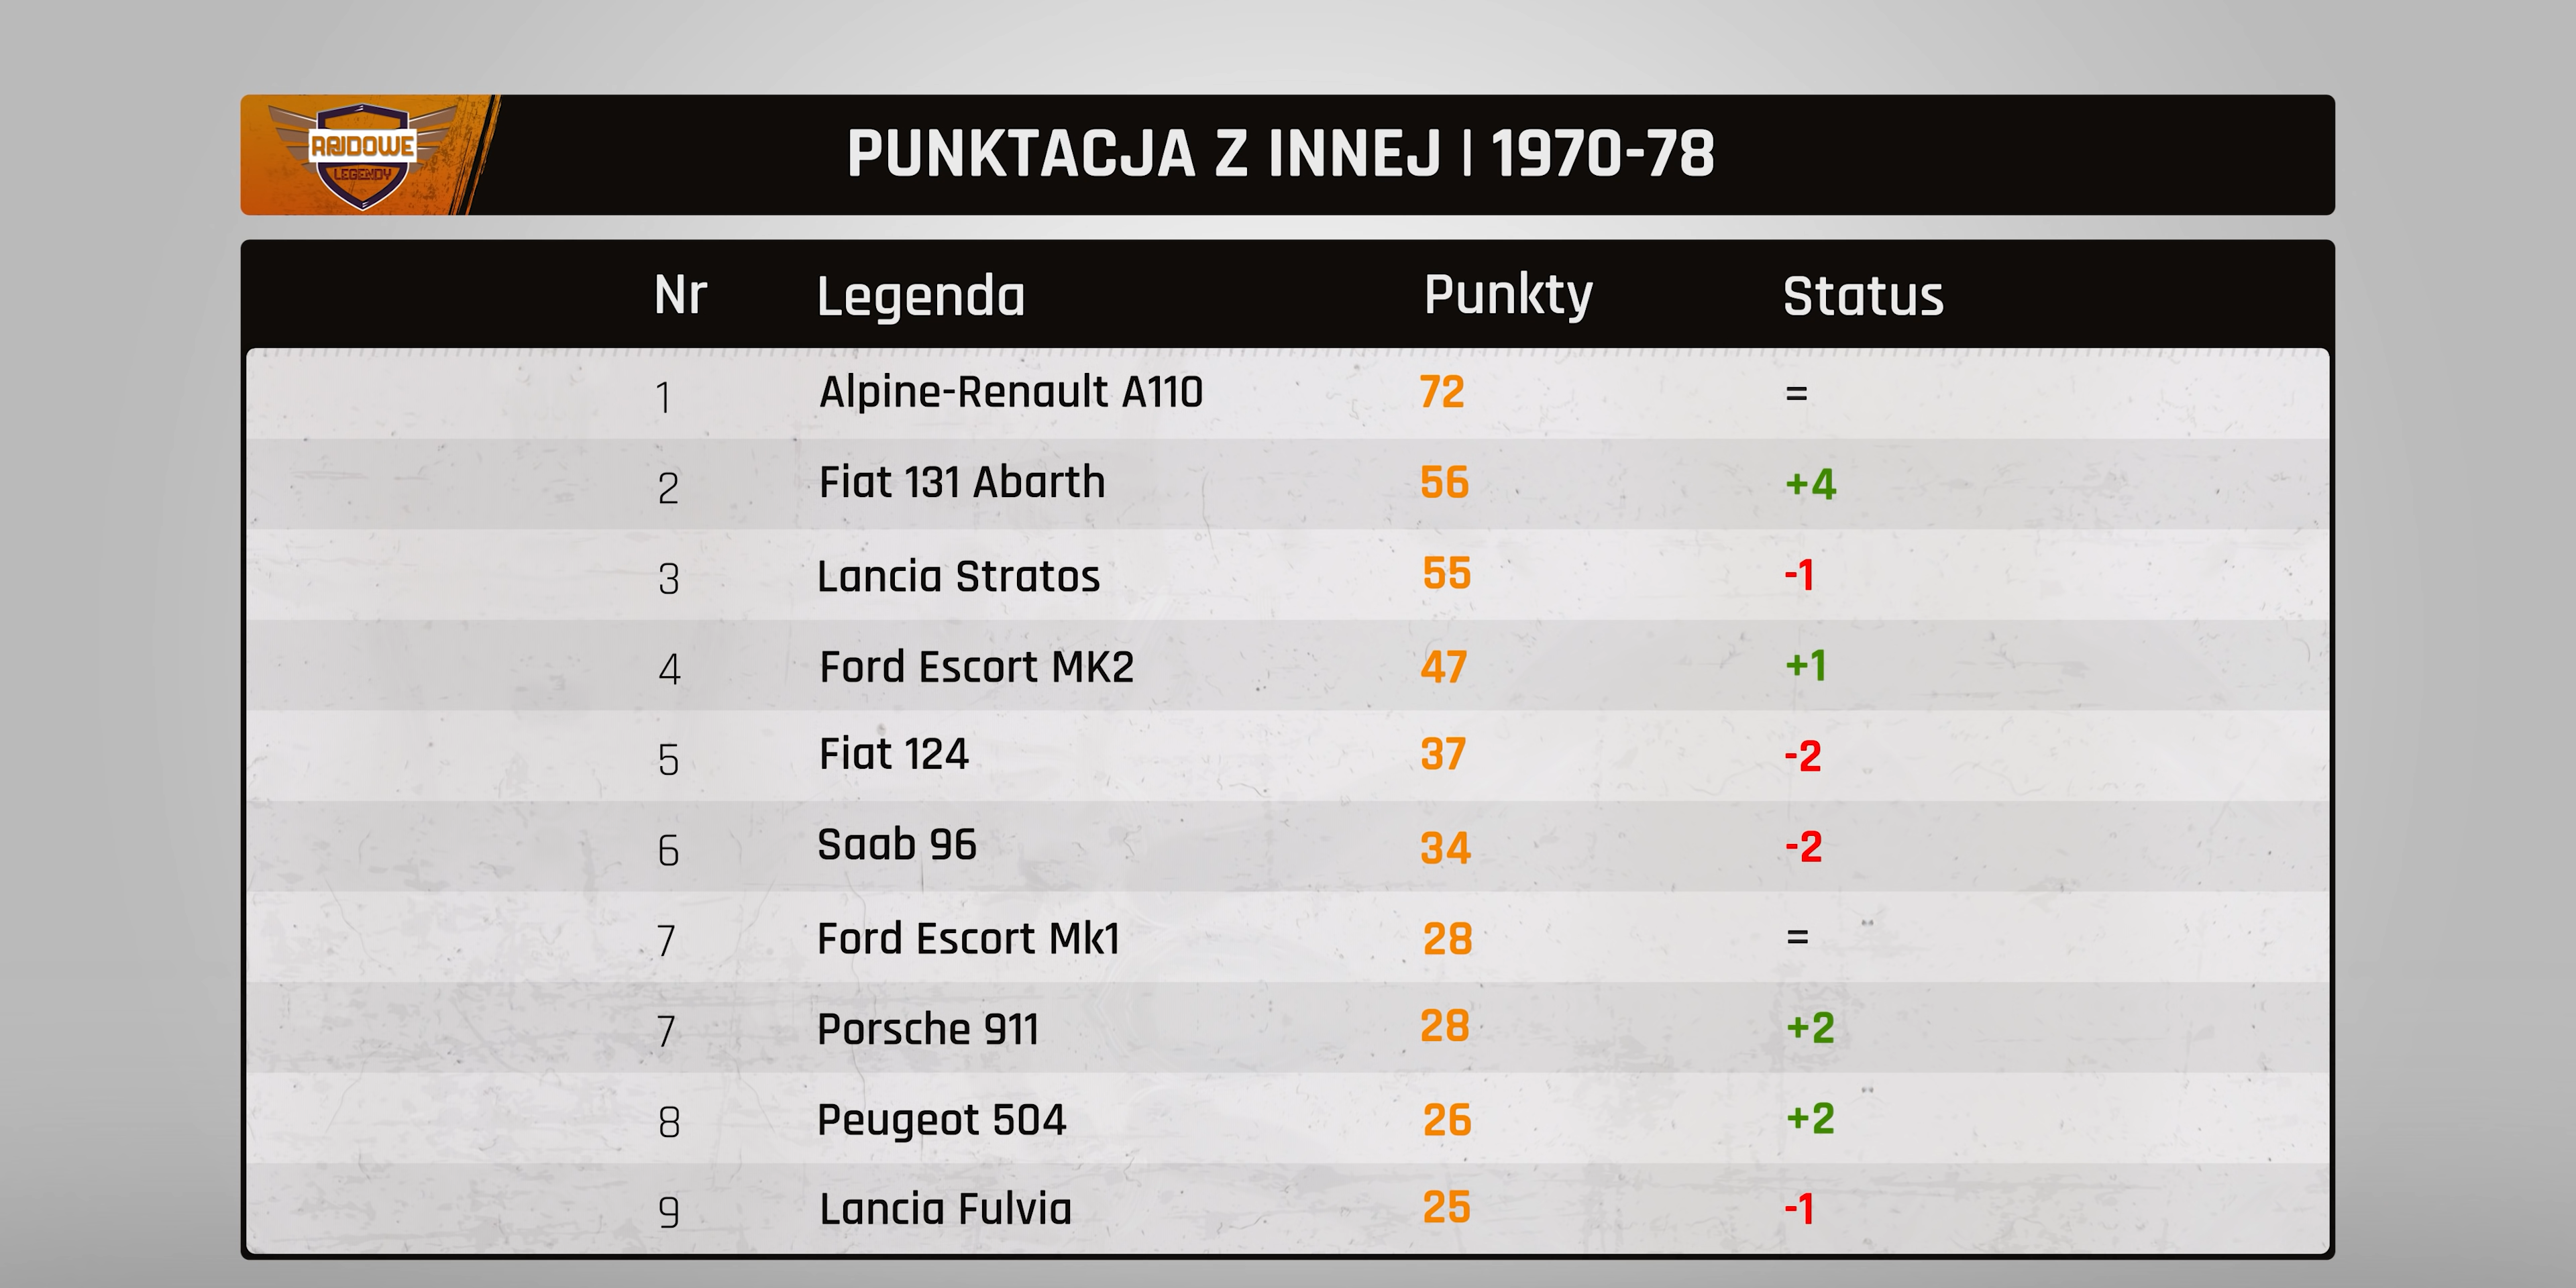 RAJDOWE
LEGENDY
PUNKTACJA Z INNEJ | 1970-78
Nr Legenda Punkty Status
1 Alpine-Renault A110 72 =
2 Fiat 131 Abarth 56 +4
3 Lancia Stratos 55 -1
4 Ford Escort MK2 47 +1
5 Fiat 124 37 -2
6 Saab 96 34 -2
7 Ford Escort Mk1 28 =
7 Porsche 911 28 +2
8 Peugeot 504 26 +2
9 Lancia Fulvia 25 -1